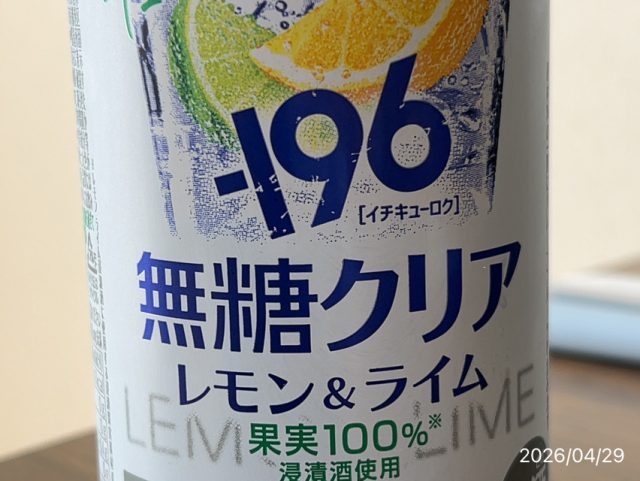 -196
[イチキューロク]
無糖クリア
レモン&ライム
LEMON LIME
果実100%※
浸漬酒使用
2026/04/29